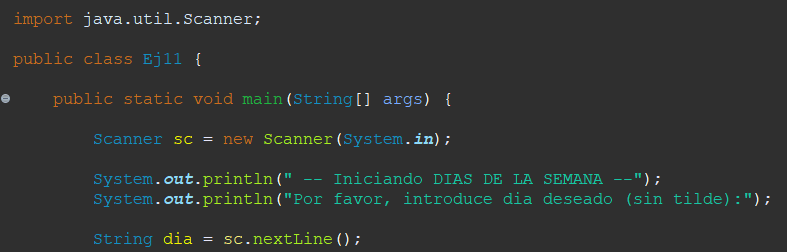 import java.util.Scanner;
public class Ej11 {
public static void main(String[] args) {
Scanner sc = new Scanner(System.in);
System.out.println(" -- Iniciando DIAS DE LA SEMANA --");
System.out.println("Por favor, introduce dia deseado (sin tilde):");
String dia = sc.nextLine();